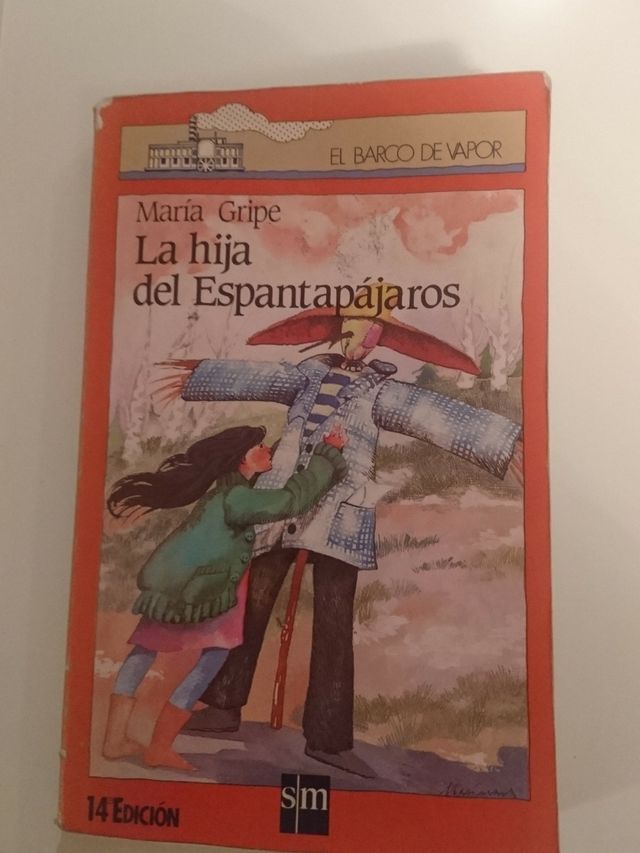 EL BARCO DE VAPOR
María Gripe
La hija
del Espantapájaros
14ª EDICIÓN
sm